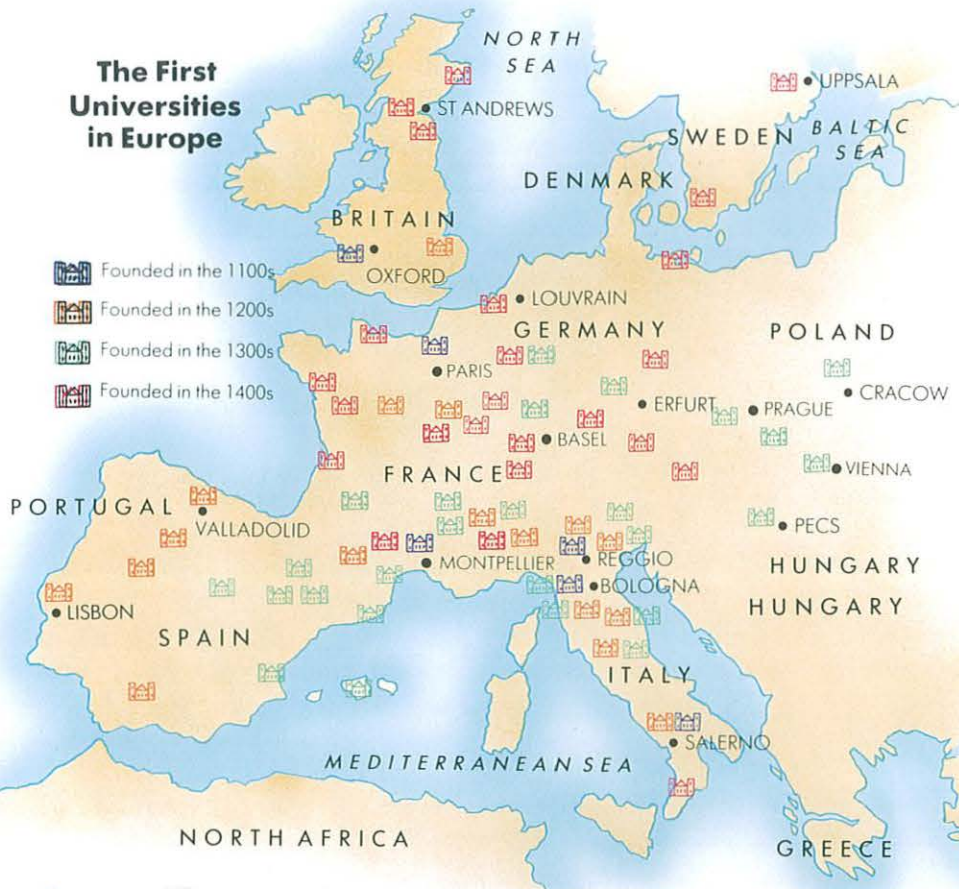 The First
Universities
in Europe
NORTH
SEA
UPPSALA
ST ANDREWS
SWEDEN
BALTIC
SEA
DENMARK
BRITAIN
OXFORD
Founded in the 1100s
Founded in the 1200s
Founded in the 1300s
Founded in the 1400s
LOUVRAIN
GERMANY
POLAND
PARIS
CRACOW
ERFURT
PRAGUE
BASEL
VIENNA
FRANCE
PORTUGAL
VALLADOLID
PECS
MONTPELLIER
REGGIO
HUNGARY
BOLOGNA
LISBON
HUNGARY
SPAIN
ITALY
SALERNO
MEDITERRANEAN SEA
NORTH AFRICA
GREECE